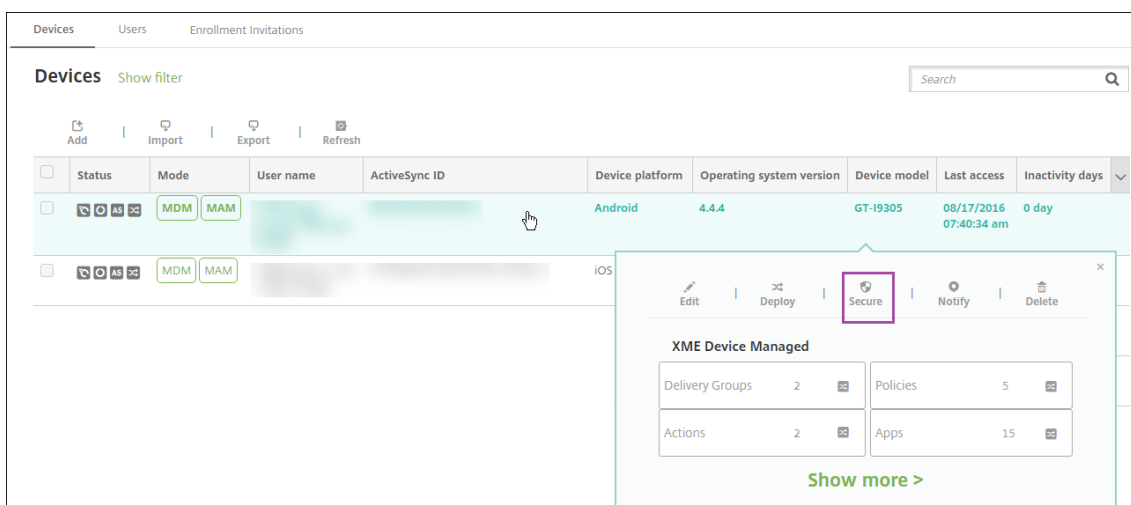 Devices Users Enrollment Invitations
Devices Show filter Search
Add | Import | Export | Refresh
Status Mode User name ActiveSync ID Device platform Operating system version Device model Last access Inactivity days
AS MDM MAM Android 4.4.4 GT-I9305 08/17/2016 0 day
07:40:34 am
AS MDM MAM iOS
Edit | Deploy | Secure | Notify | Delete
XME Device Managed
Delivery Groups 2 Policies 5
Actions 2 Apps 15
Show more >